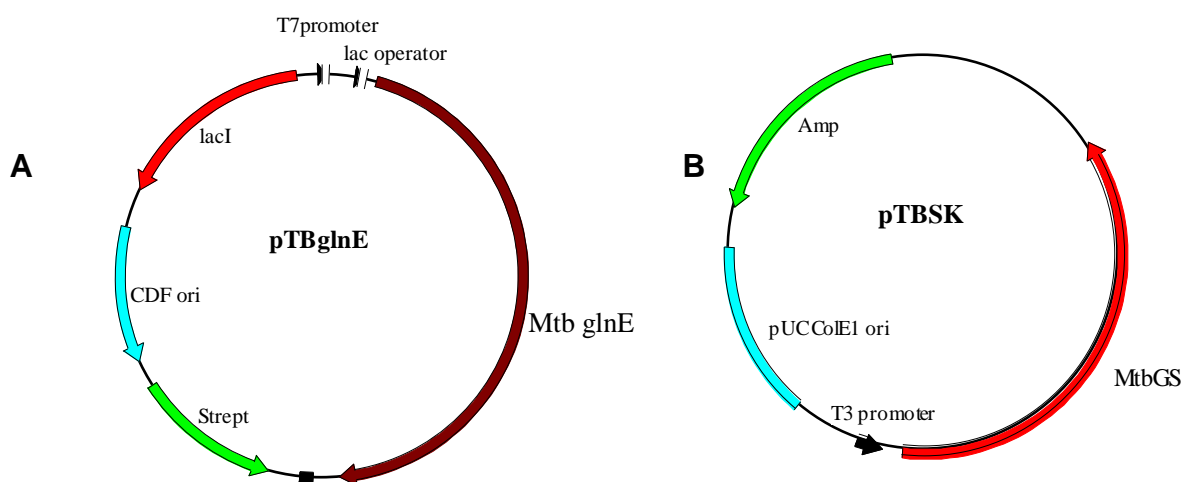 T7promoter
lac operator
A
lacI
pTBglnE
CDF ori
Mtb glnE
Strept
B
Amp
pTBSK
pUCColE1 ori
MtbGS
T3 promoter